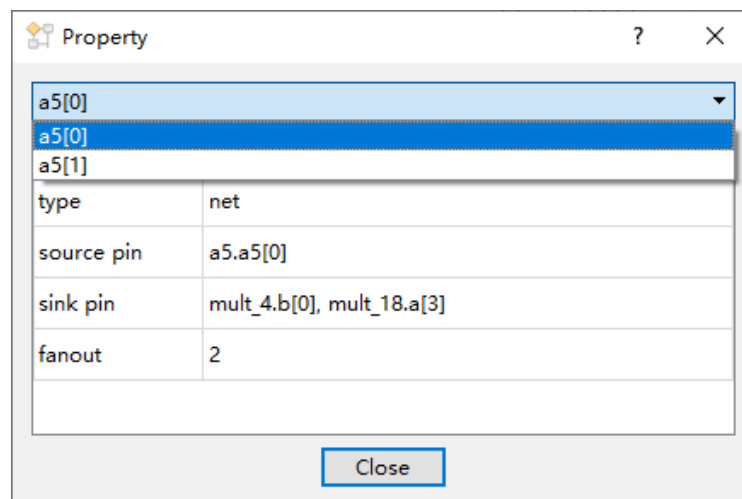 Property ?
a5[0]
a5[0]
a5[1]
type net
source pin a5.a5[0]
sink pin mult_4.b[0], mult_18.a[3]
fanout 2
Close